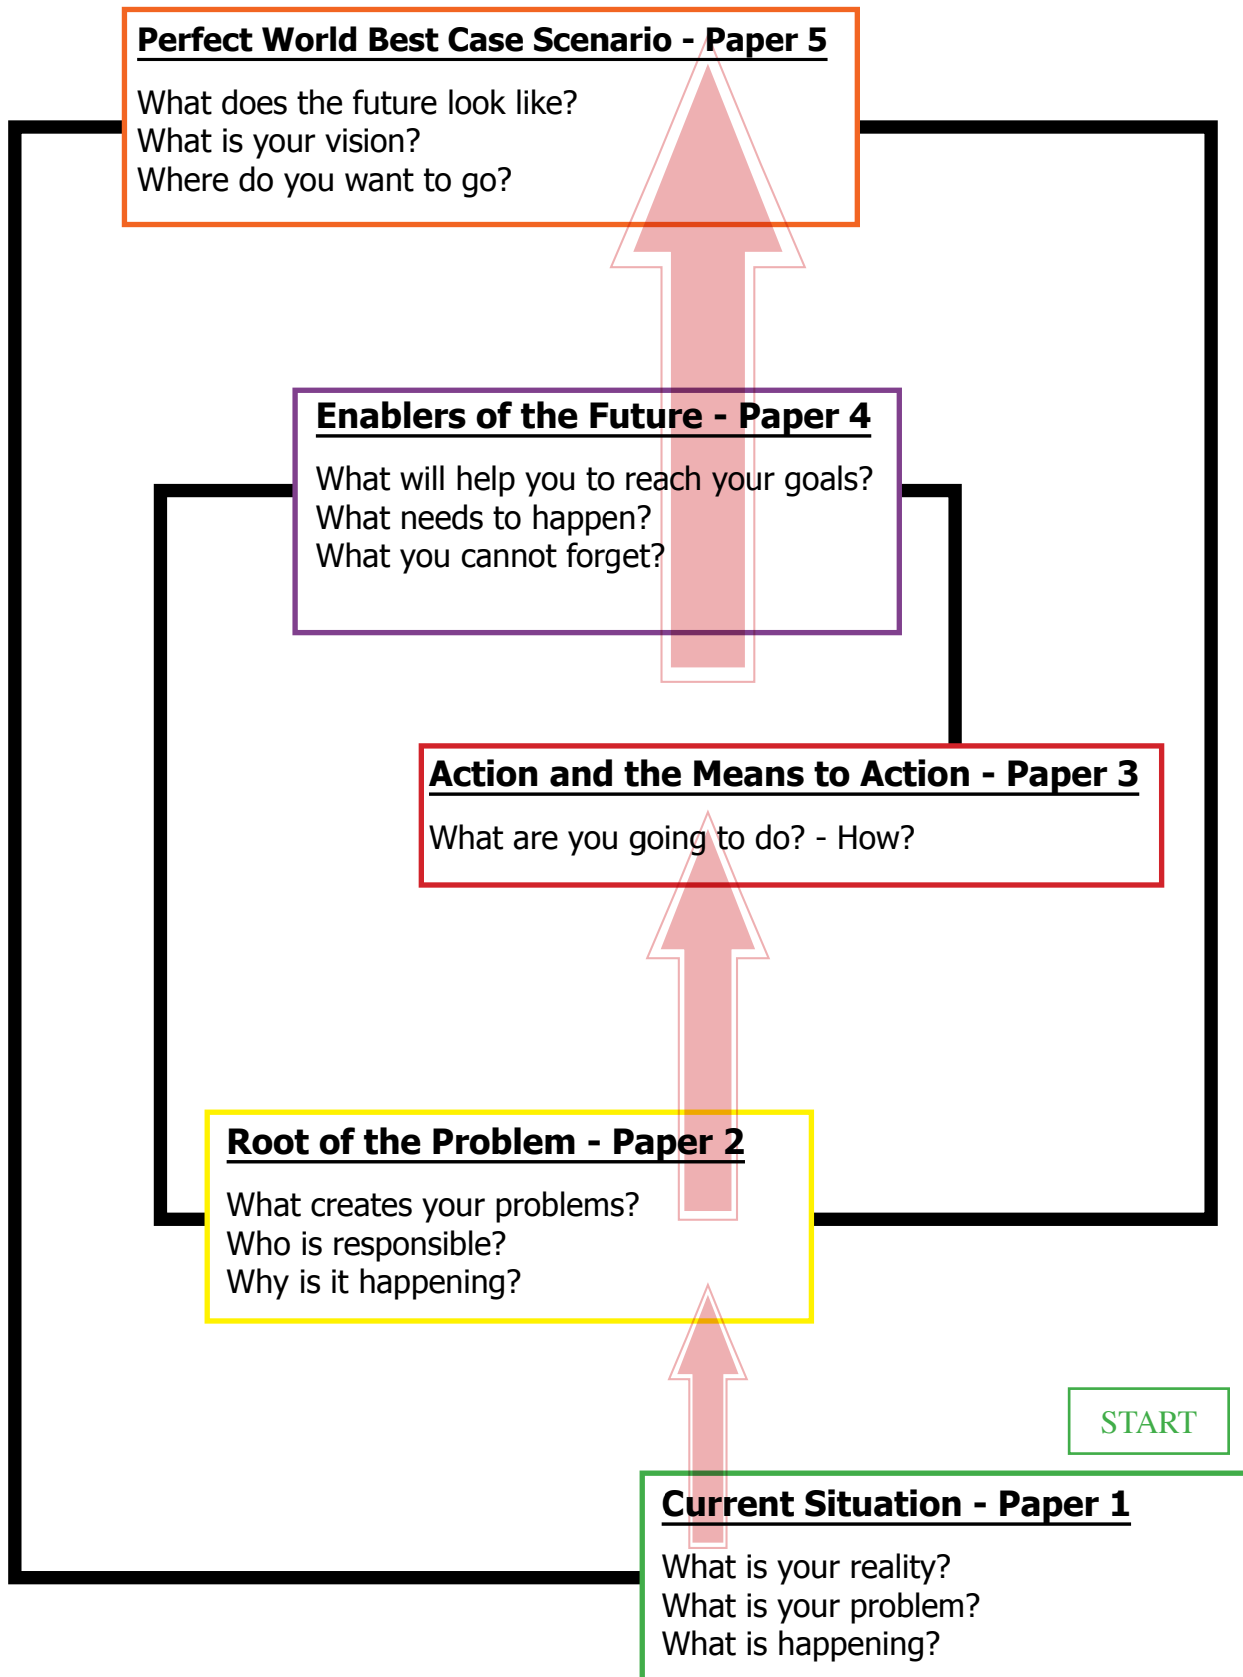 Perfect World Best Case Scenario - Paper 5
What does the future look like?
What is your vision?
Where do you want to go?
Enablers of the Future - Paper 4
What will help you to reach your goals?
What needs to happen?
What you cannot forget?
Action and the Means to Action - Paper 3
What are you going to do? - How?
Root of the Problem - Paper 2
What creates your problems?
Who is responsible?
Why is it happening?
START
Current Situation - Paper 1
What is your reality?
What is your problem?
What is happening?